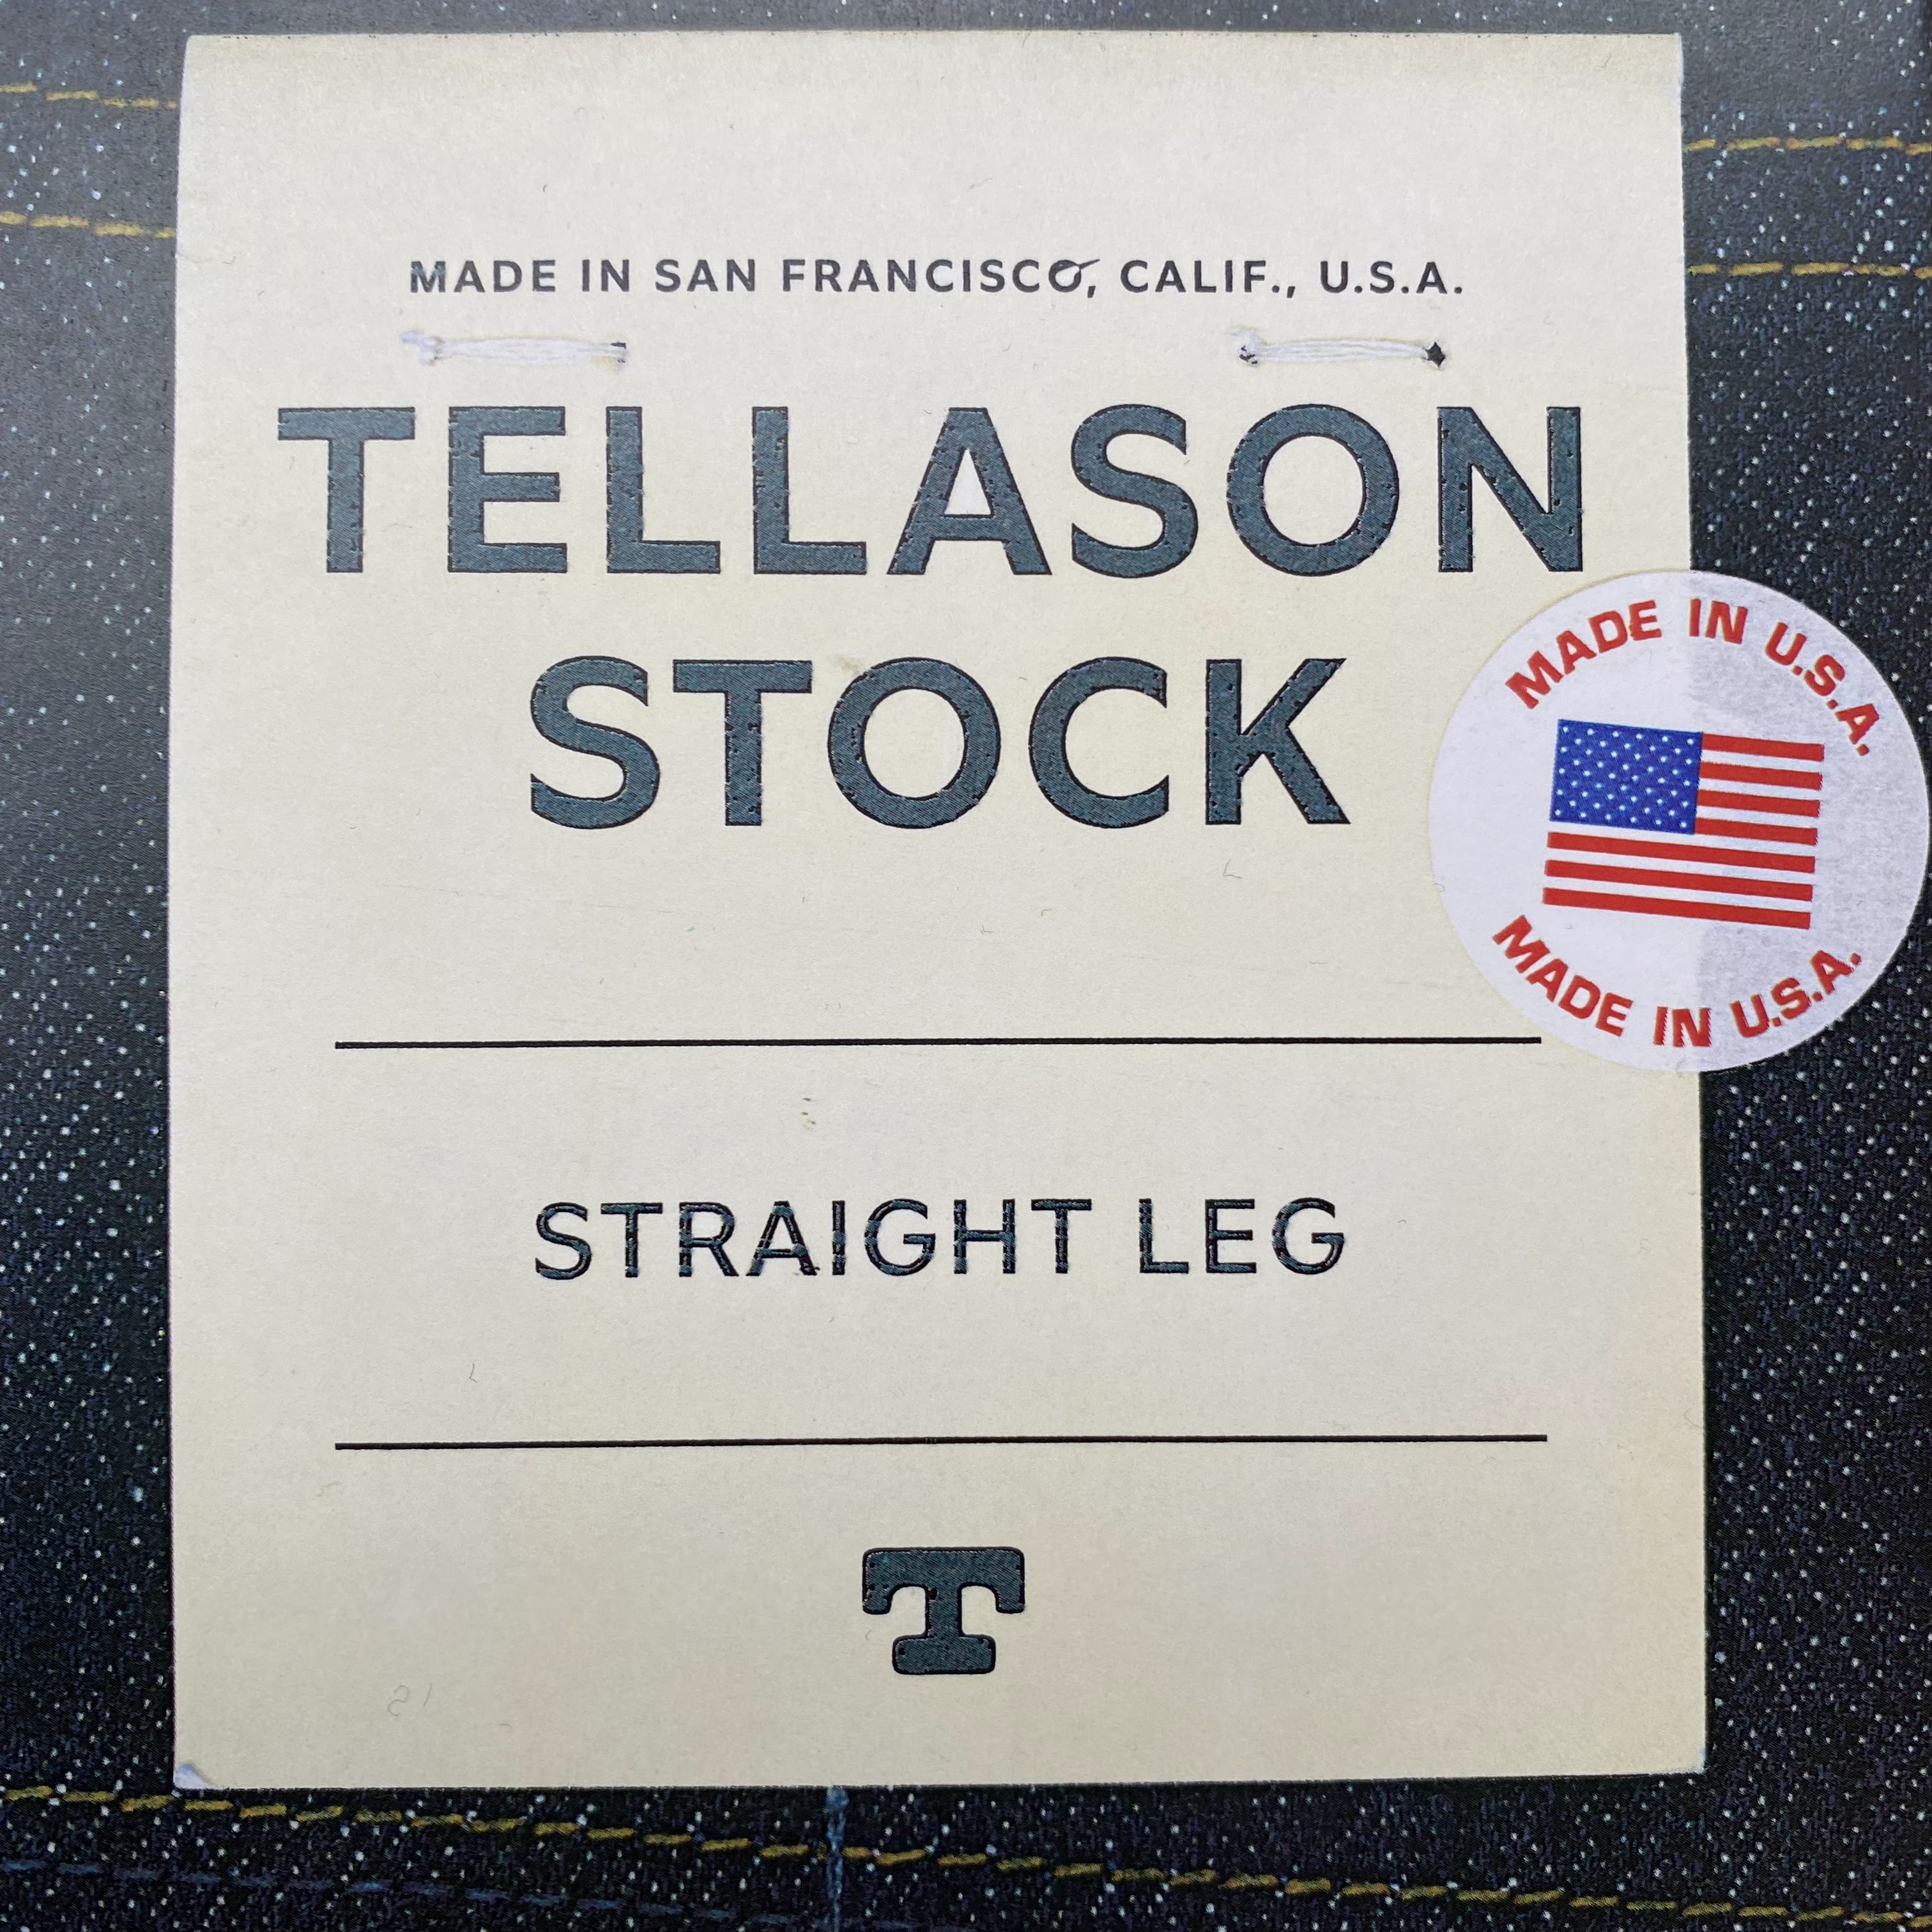 MADE IN SAN FRANCISCO, CALIF., U.S.A.
TELLASON
STOCK
MADE IN U.S.A.
MADE IN U.S.A.
STRAIGHT LEG
T